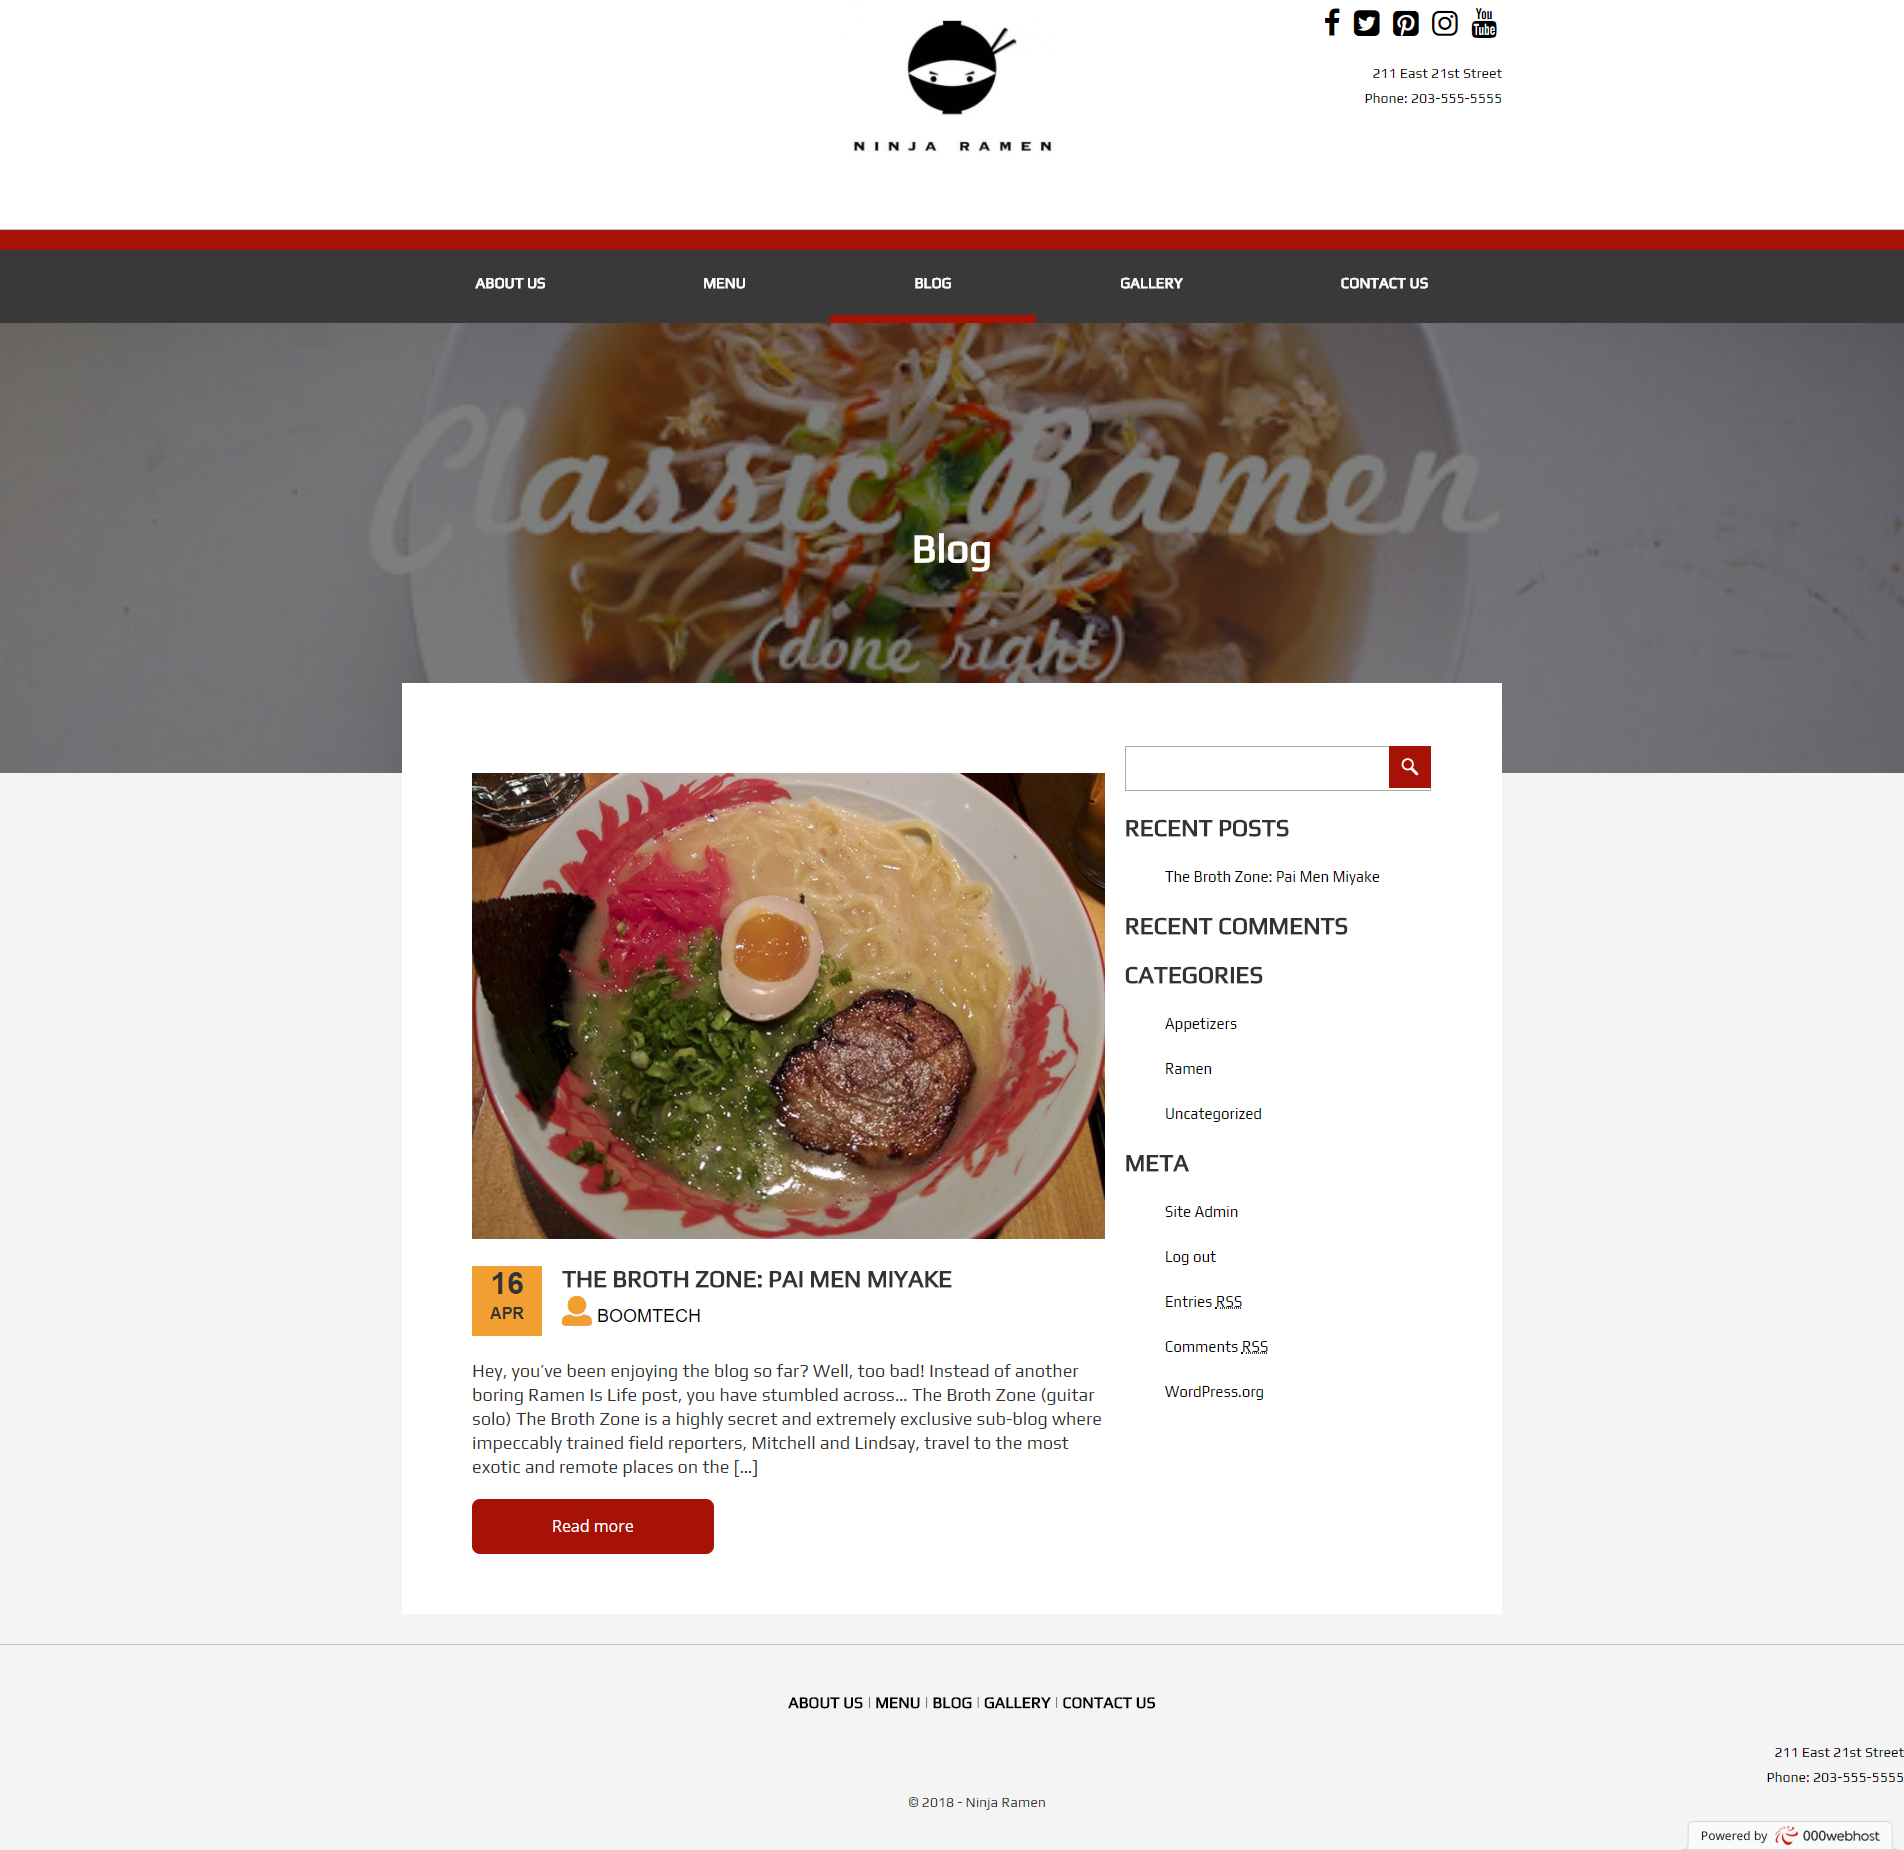 You
Tube
211 East 21st Street
Phone: 203-555-5555
NINJA RAMEN
ABOUT US
MENU
BLOG
GALLERY
CONTACT US
Classic Ramen
Blog
(done right)
16
APR
THE BROTH ZONE: PAI MEN MIYAKE
BOOMTECH
Hey, you’ve been enjoying the blog so far? Well, too bad! Instead of another
boring Ramen Is Life post, you have stumbled across… The Broth Zone (guitar
solo) The Broth Zone is a highly secret and extremely exclusive sub-blog where
impeccably trained field reporters, Mitchell and Lindsay, travel to the most
exotic and remote places on the […]
Read more
RECENT POSTS
The Broth Zone: Pai Men Miyake
RECENT COMMENTS
CATEGORIES
Appetizers
Ramen
Uncategorized
META
Site Admin
Log out
Entries RSS
Comments RSS
WordPress.org
ABOUT US | MENU | BLOG | GALLERY | CONTACT US
211 East 21st Street
Phone: 203-555-5555
© 2018 - Ninja Ramen
Powered by 000webhost